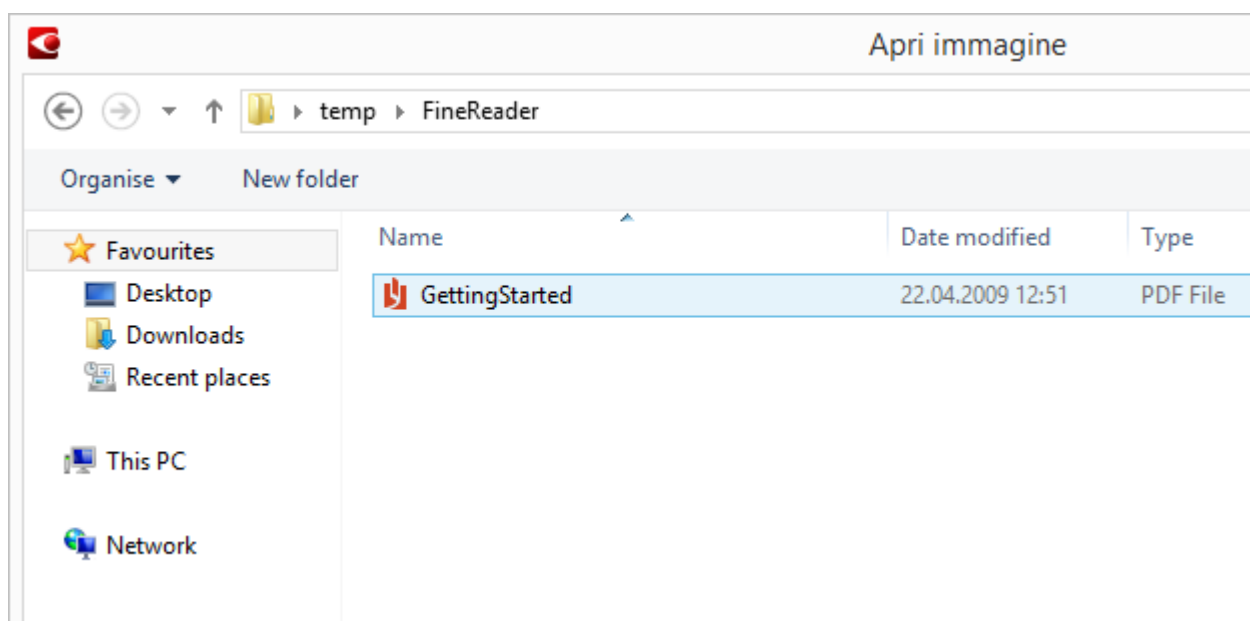 Apri immagine
temp FineReader
Organise New folder
Name Date modified Type
Favourites
Desktop
Downloads
Recent places
This PC
Network
GettingStarted 22.04.2009 12:51 PDF File